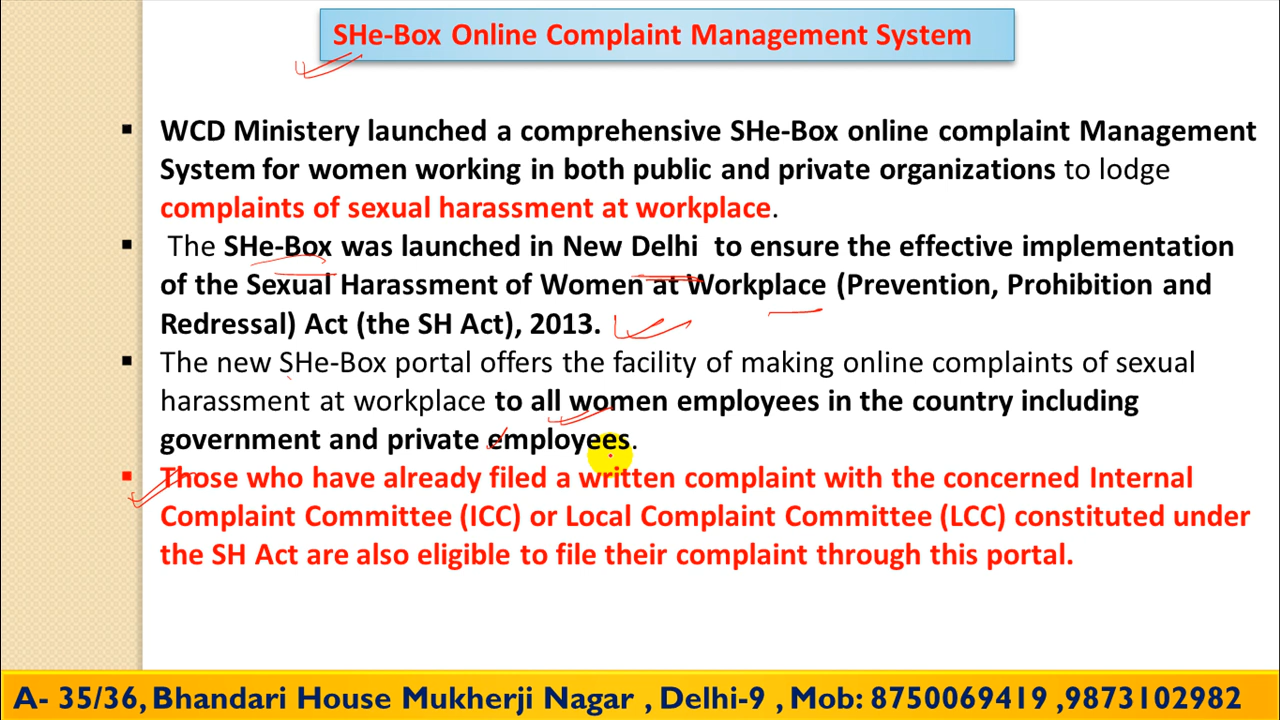 SHe-Box Online Complaint Management System
▪ WCD Ministery launched a comprehensive SHe-Box online complaint Management
System for women working in both public and private organizations to lodge
complaints of sexual harassment at workplace.
▪ The SHe-Box was launched in New Delhi to ensure the effective implementation
of the Sexual Harassment of Women at Workplace (Prevention, Prohibition and
Redressal) Act (the SH Act), 2013.
▪ The new SHe-Box portal offers the facility of making online complaints of sexual
harassment at workplace to all women employees in the country including
government and private employees.
▪ Those who have already filed a written complaint with the concerned Internal
Complaint Committee (ICC) or Local Complaint Committee (LCC) constituted under
the SH Act are also eligible to file their complaint through this portal.
A- 35/36, Bhandari House Mukherji Nagar , Delhi-9 , Mob: 8750069419 ,9873102982